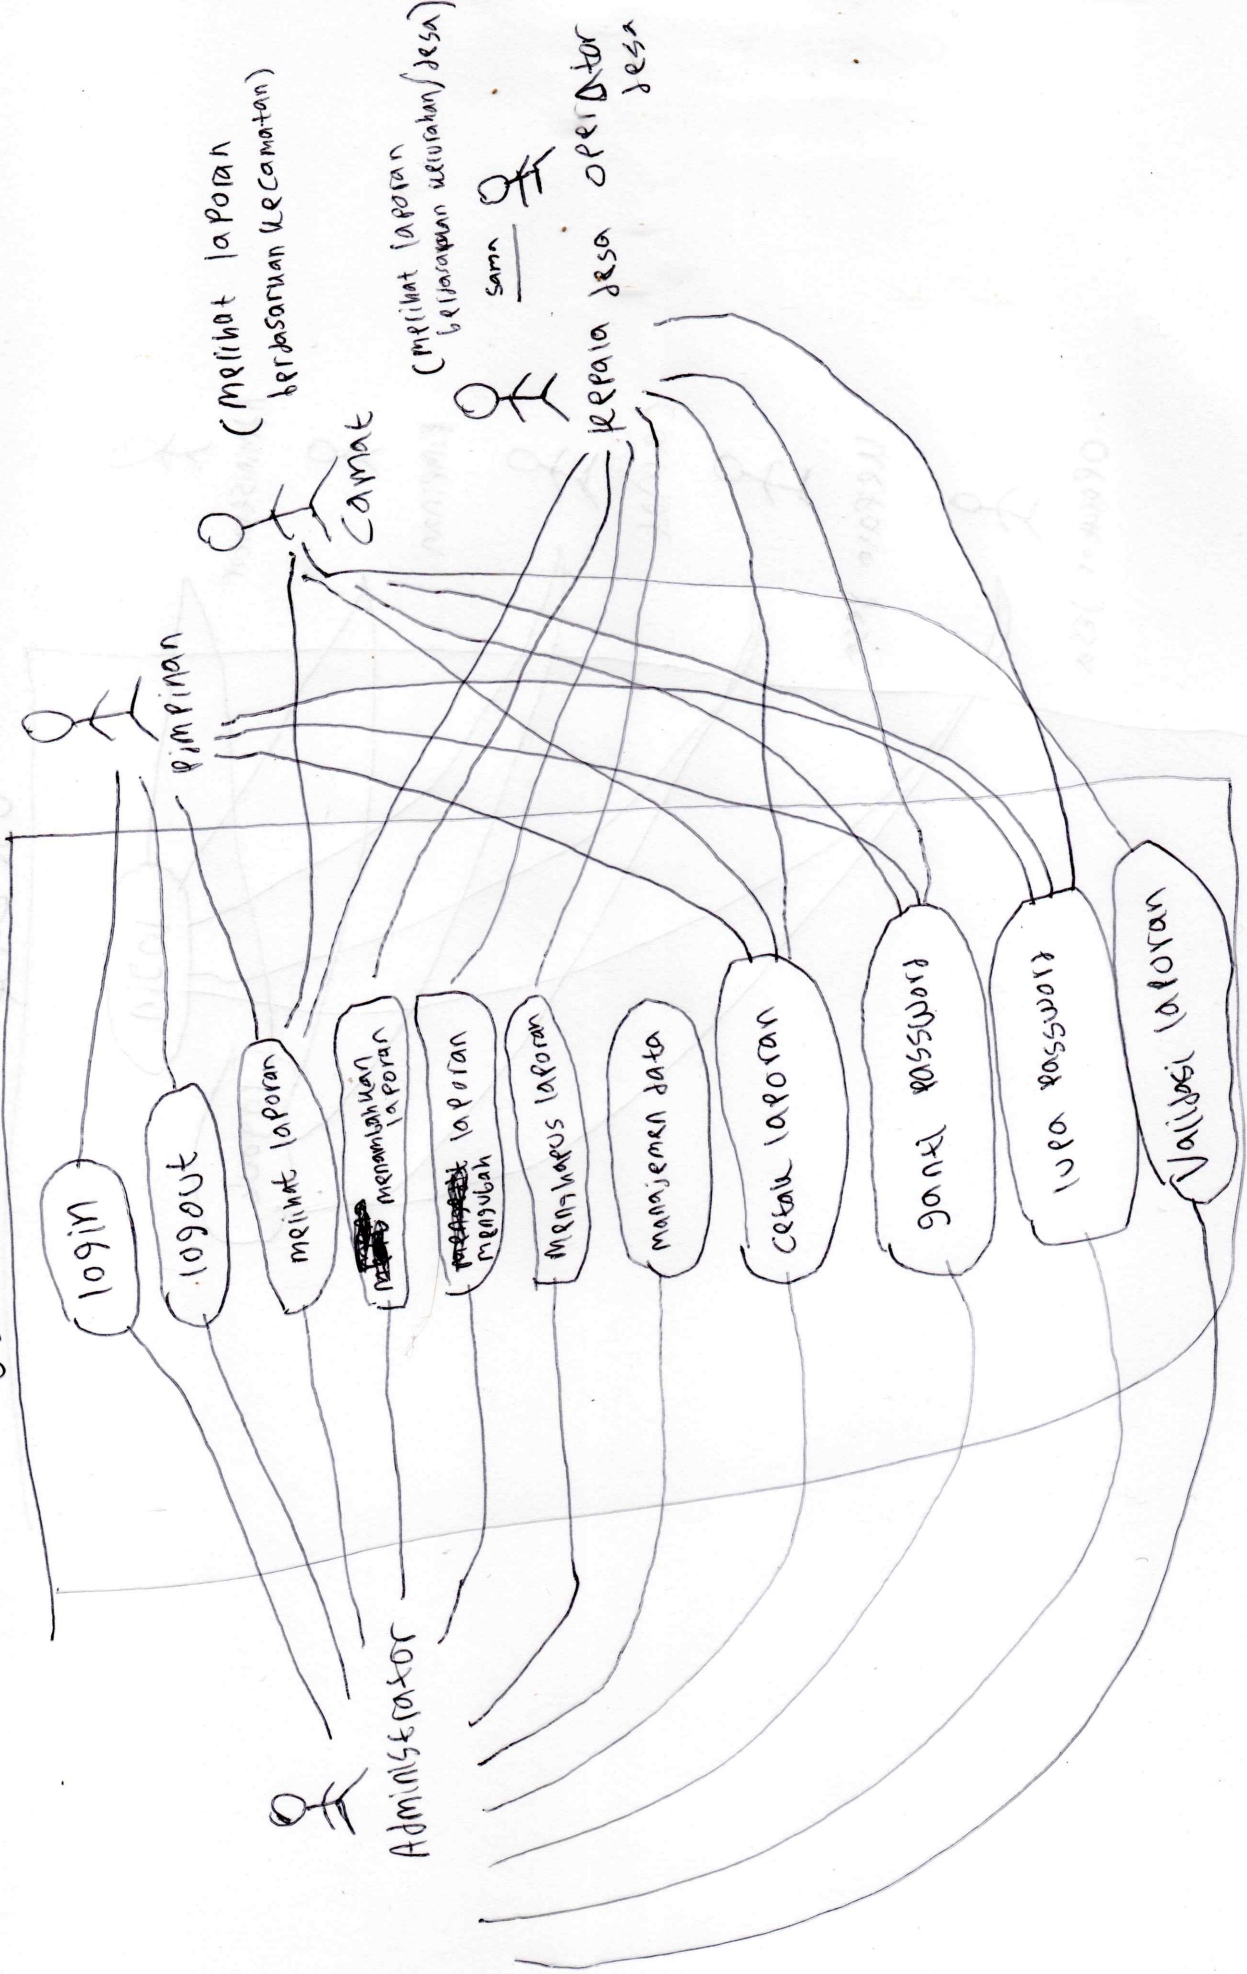 login
logout
melihat laporan
menambahkan
laporan
laporan
mengubah
Menghapus laporan
manajemen data
cetak laporan
ganti password
lupa password
Validasi laporan
Administrator
Pimpinan
Camat
(melihat laporan
berdasarkan kecamatan)
Kepala desa
(melihat laporan
berdasarkan kelurahan/desa)
sama
operator
desa